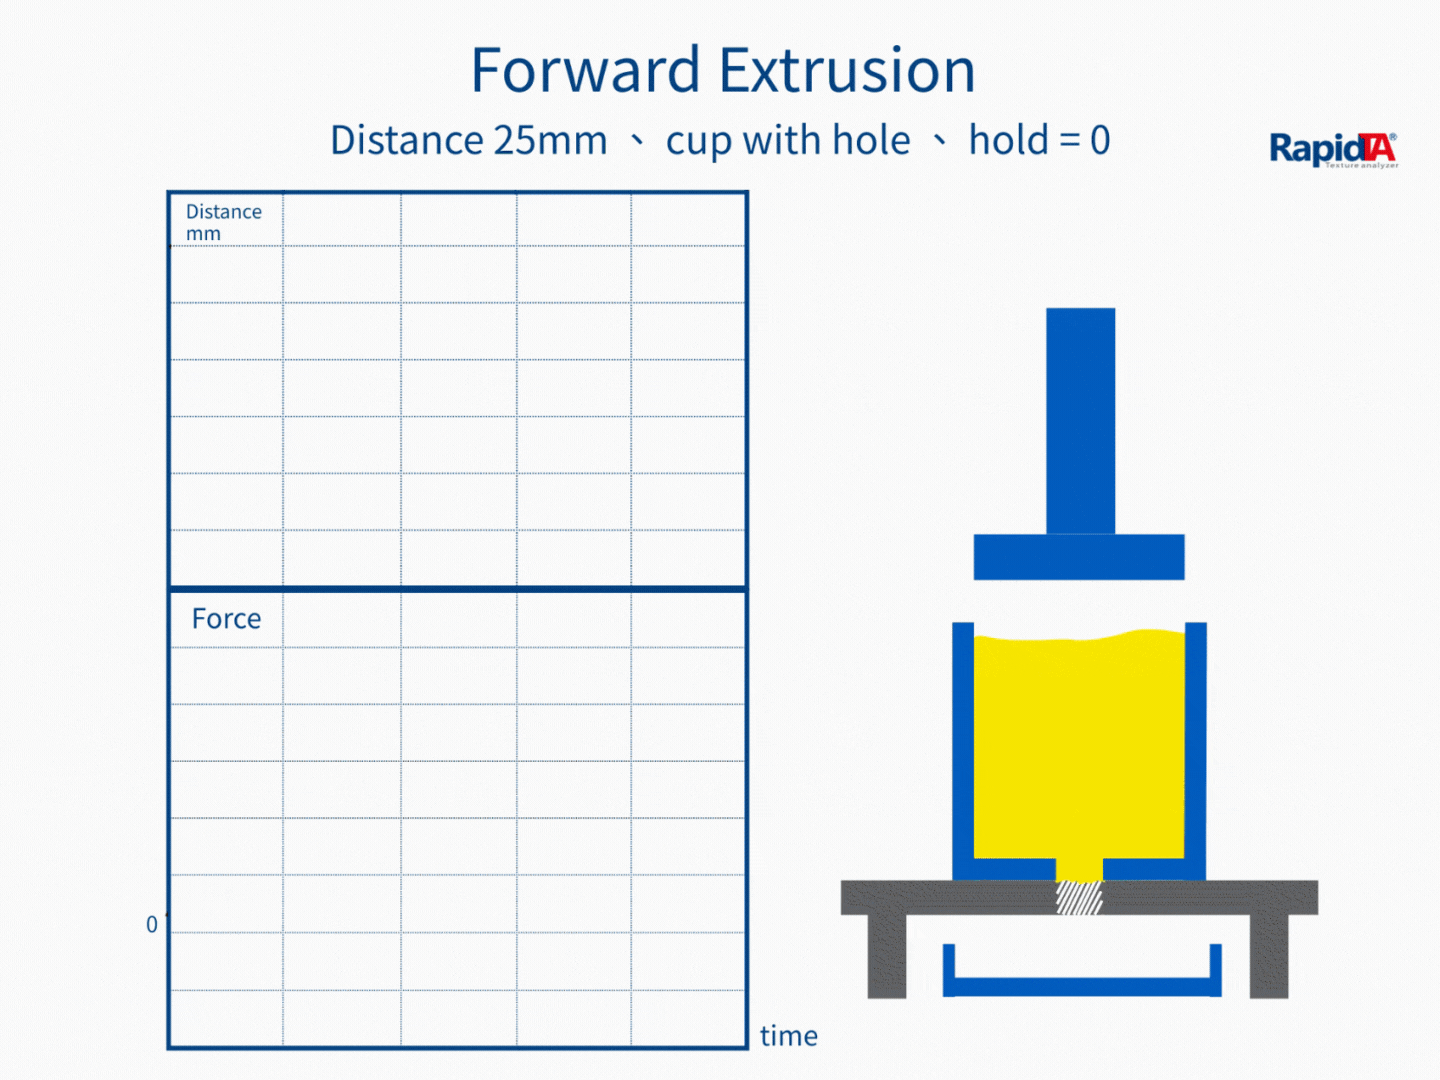 Forward Extrusion
Distance 25mm 、 cup with hole 、 hold = 0
RapidTA®
Texture analyzer
Distance
mm
Force
0
time